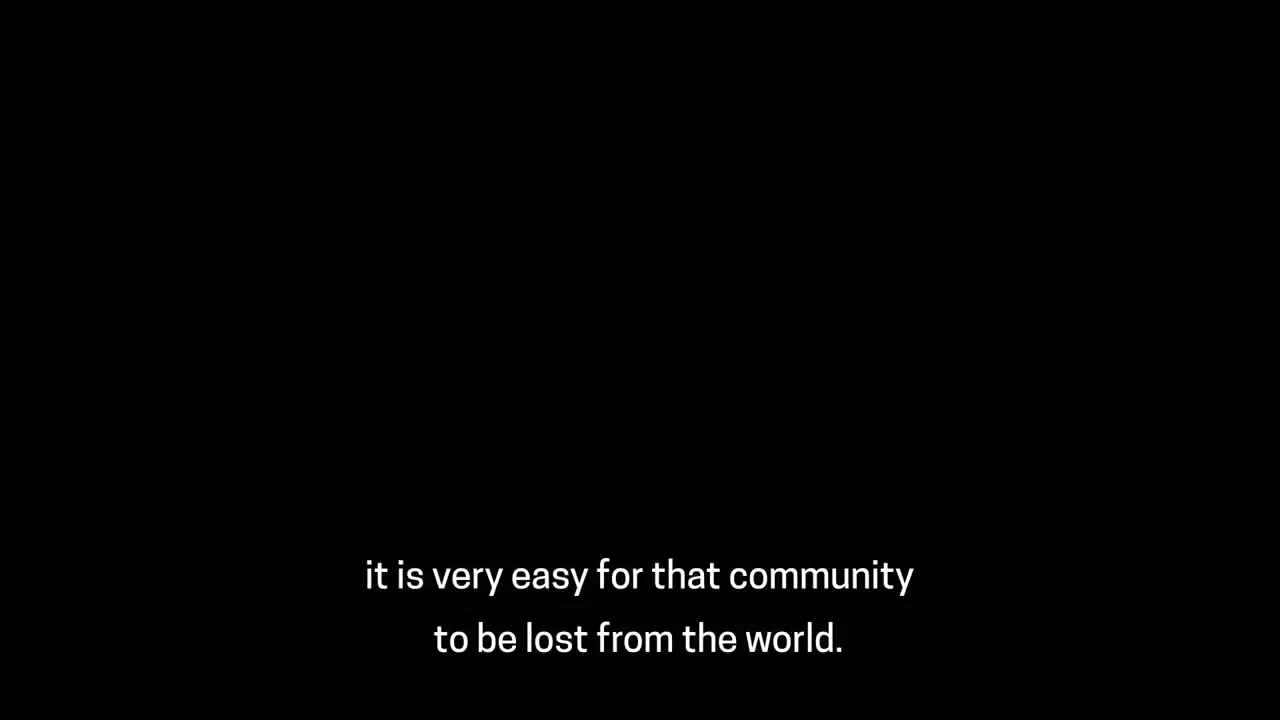 it is very easy for that community
to be lost from the world.